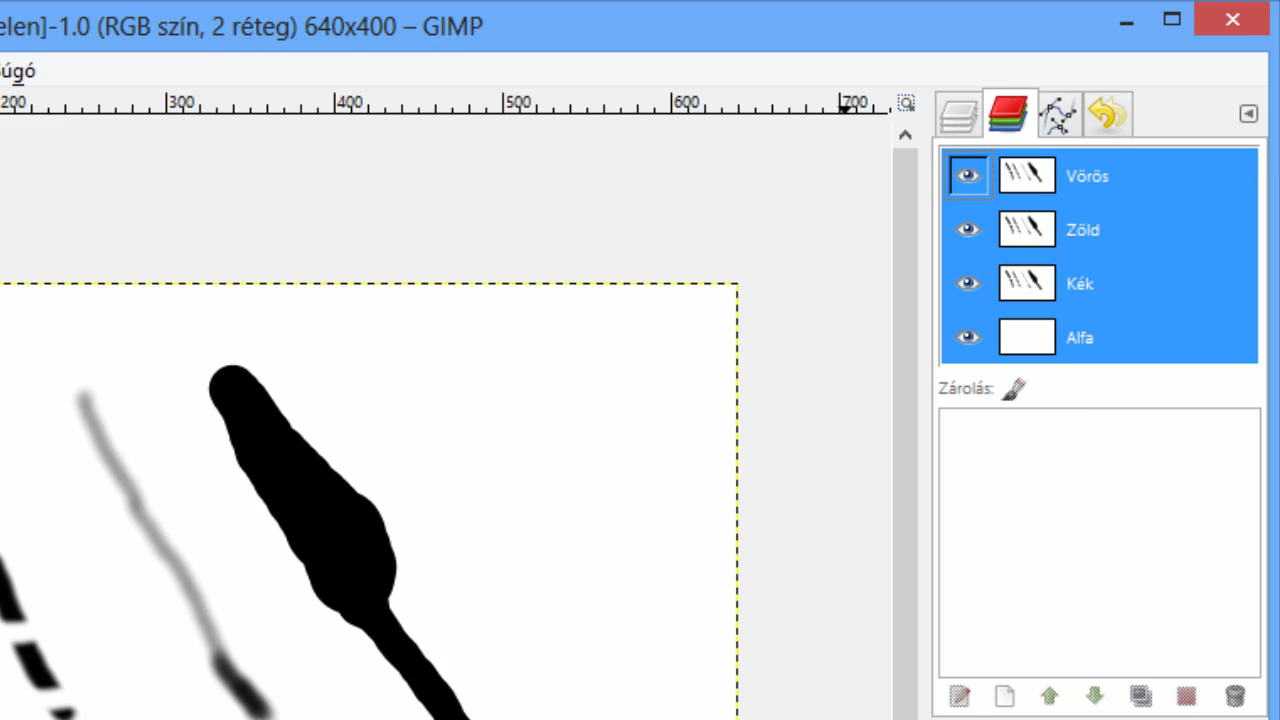 elen]-1.0 (RGB szín, 2 réteg) 640x400 – GIMP
Súgó
200 300 400 500 600 700
Vörös
Zöld
Kék
Alfa
Zárolás: